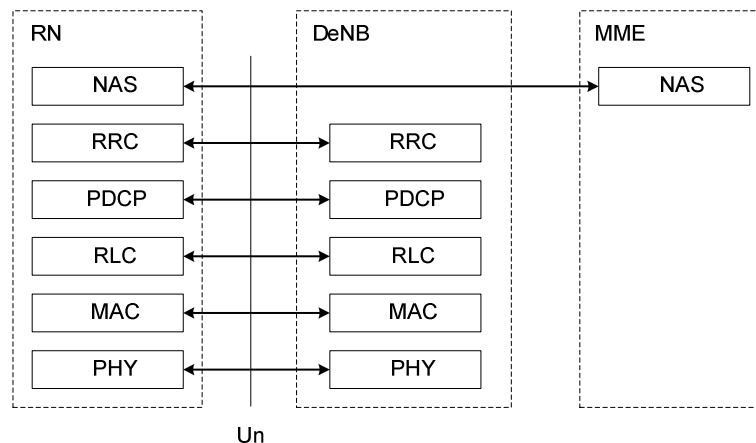 RN DeNB MME
NAS NAS
RRC RRC
PDCP PDCP
RLC RLC
MAC MAC
PHY PHY
Un